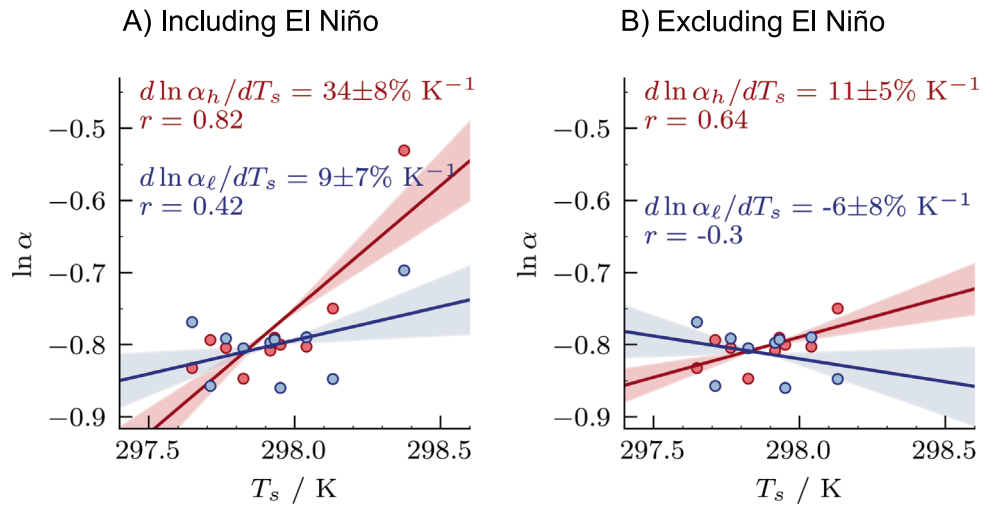 A) Including El Niño
d ln α_h/dT_s = 34±8% K⁻¹
r = 0.82
d ln α_ℓ/dT_s = 9±7% K⁻¹
r = 0.42
ln α
−0.5
−0.6
−0.7
−0.8
−0.9
297.5 298.0 298.5
T_s / K
B) Excluding El Niño
d ln α_h/dT_s = 11±5% K⁻¹
r = 0.64
d ln α_ℓ/dT_s = -6±8% K⁻¹
r = -0.3
ln α
−0.5
−0.6
−0.7
−0.8
−0.9
297.5 298.0 298.5
T_s / K